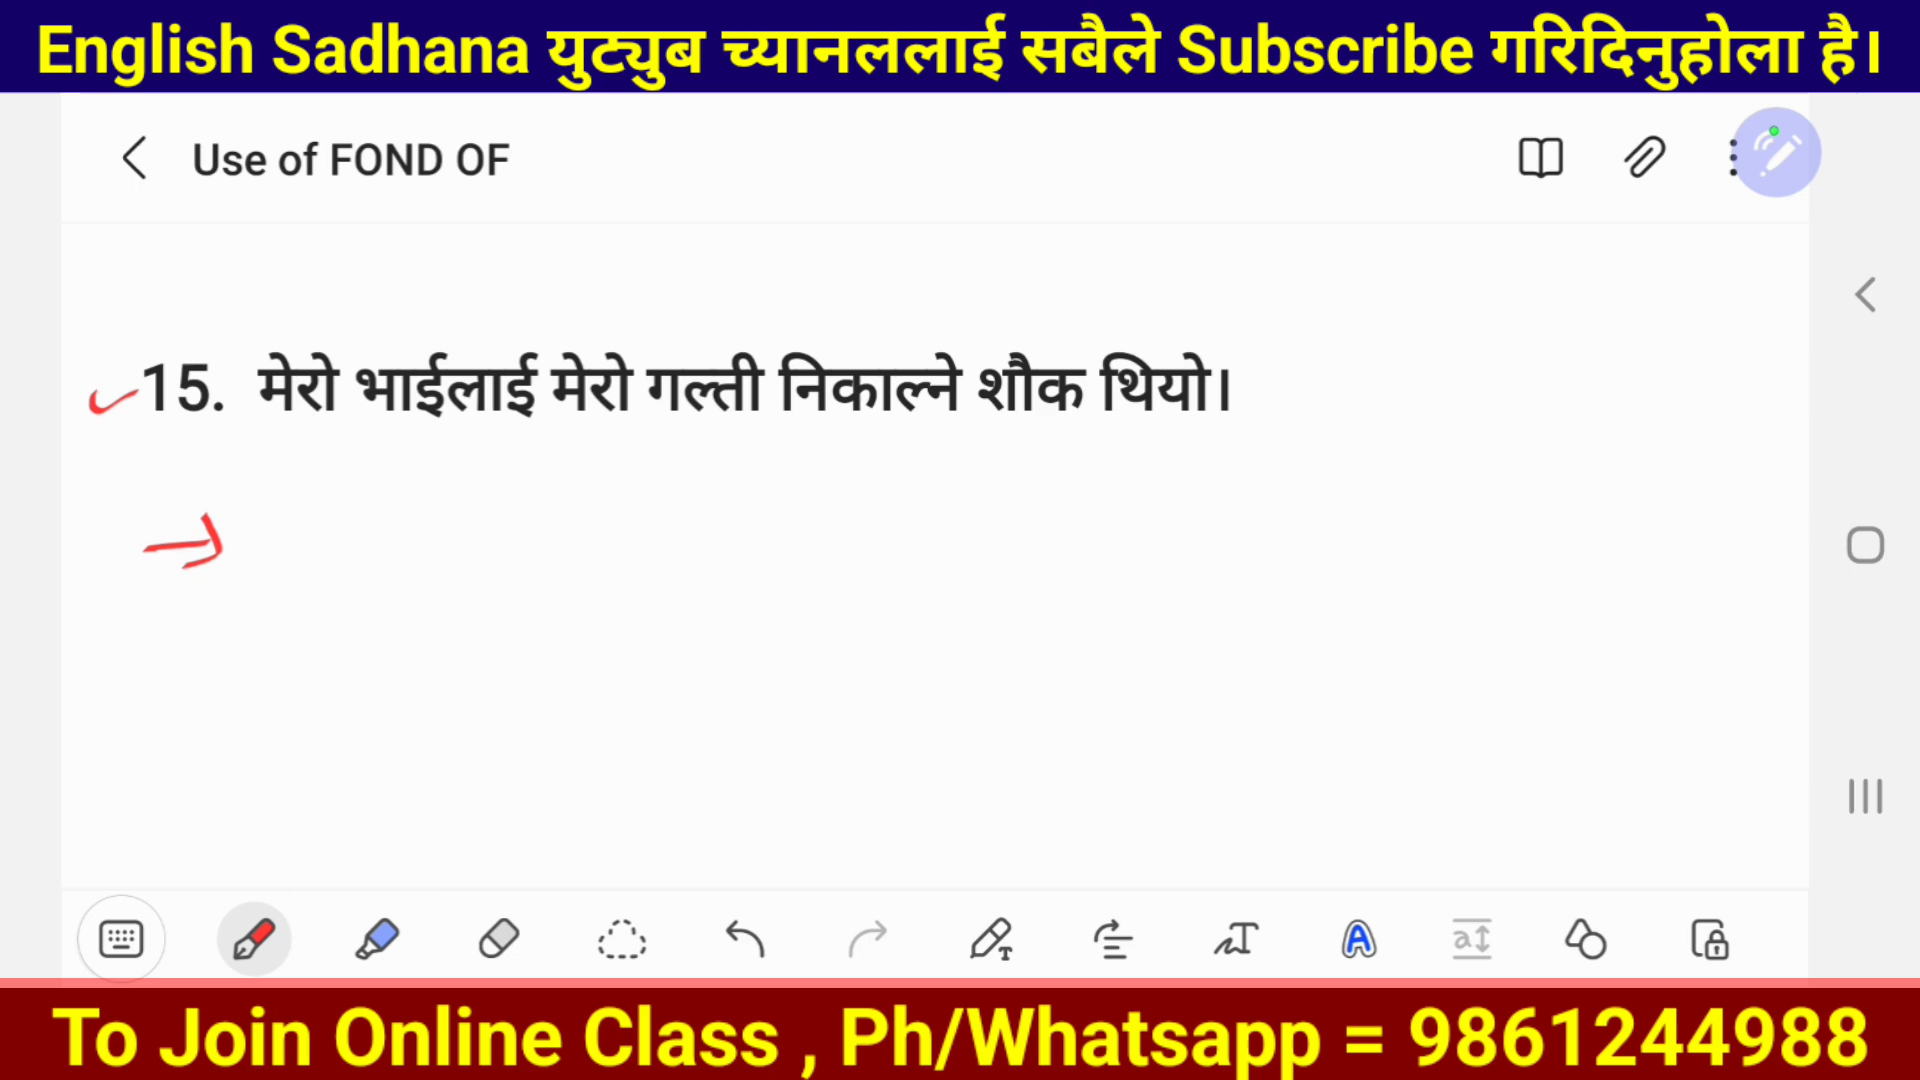 English Sadhana युट्युब च्यानललाई सबैले Subscribe गरिदिनुहोला है।
Use of FOND OF
15. मेरो भाईलाई मेरो गल्ती निकाल्ने शौक थियो।
To Join Online Class , Ph/Whatsapp = 9861244988